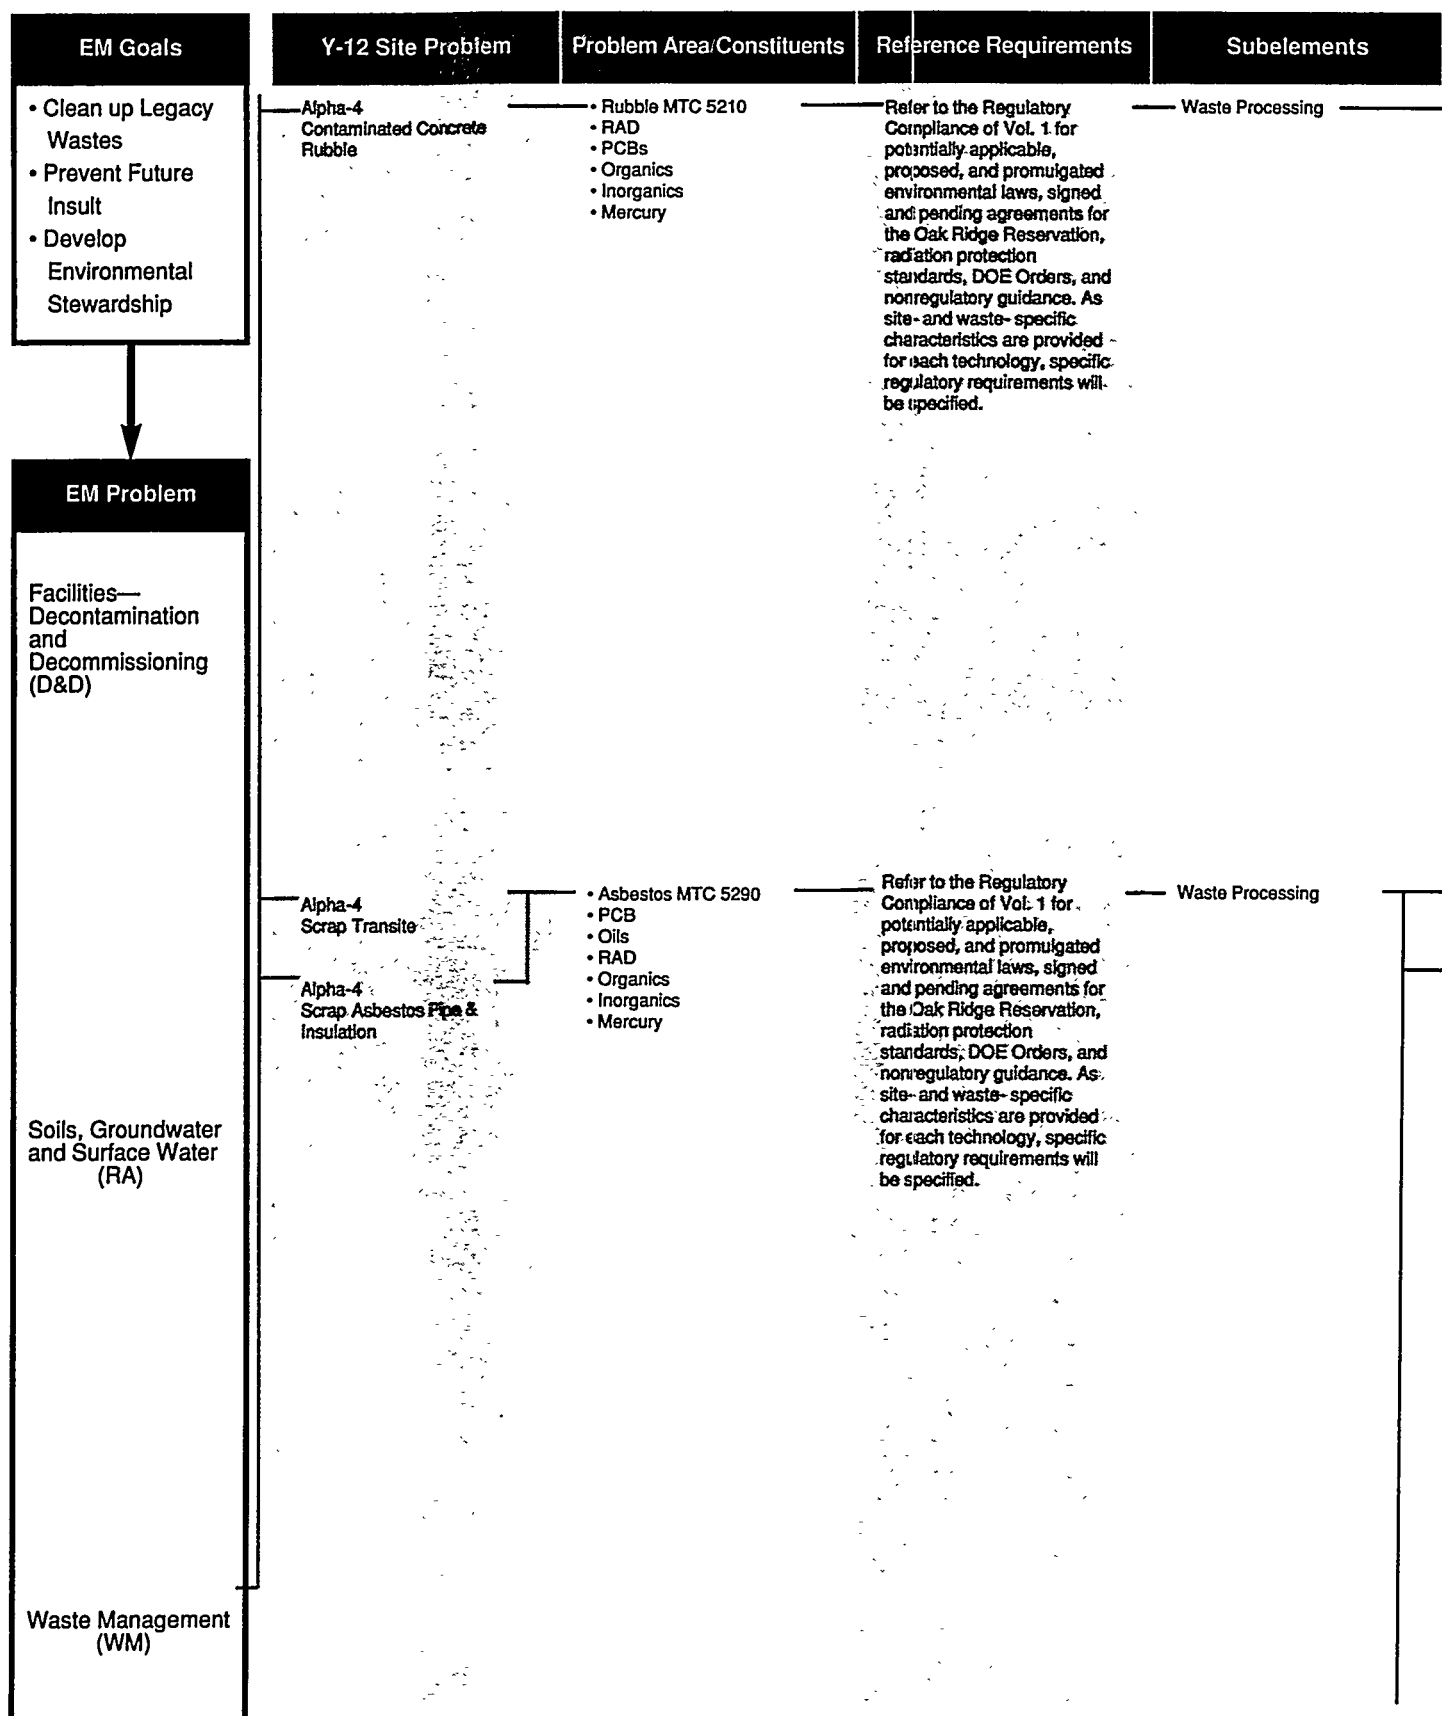 EM Goals
• Clean up Legacy
Wastes
• Prevent Future
Insult
• Develop
Environmental
Stewardship
EM Problem
Facilities—
Decontamination
and
Decommissioning
(D&D)
Soils, Groundwater
and Surface Water
(RA)
Waste Management
(WM)
Y-12 Site Problem
Alpha-4
Contaminated Concrete
Rubble
Alpha-4
Scrap Transite
Alpha-4
Scrap Asbestos Pipe &
Insulation
Problem Area/Constituents
• Rubble MTC 5210
• RAD
• PCBs
• Organics
• Inorganics
• Mercury
• Asbestos MTC 5290
• PCB
• Oils
• RAD
• Organics
• Inorganics
• Mercury
Reference Requirements
Refer to the Regulatory
Compliance of Vol. 1 for
potentially applicable,
proposed, and promulgated
environmental laws, signed
and pending agreements for
the Oak Ridge Reservation,
radiation protection
standards, DOE Orders, and
nonregulatory guidance. As
site- and waste- specific
characteristics are provided
for each technology, specific
regulatory requirements will
be specified.
Refer to the Regulatory
Compliance of Vol. 1 for
potentially applicable,
proposed, and promulgated
environmental laws, signed
and pending agreements for
the Oak Ridge Reservation,
radiation protection
standards, DOE Orders, and
nonregulatory guidance. As
site- and waste- specific
characteristics are provided
for each technology, specific
regulatory requirements will
be specified.
Subelements
Waste Processing
Waste Processing